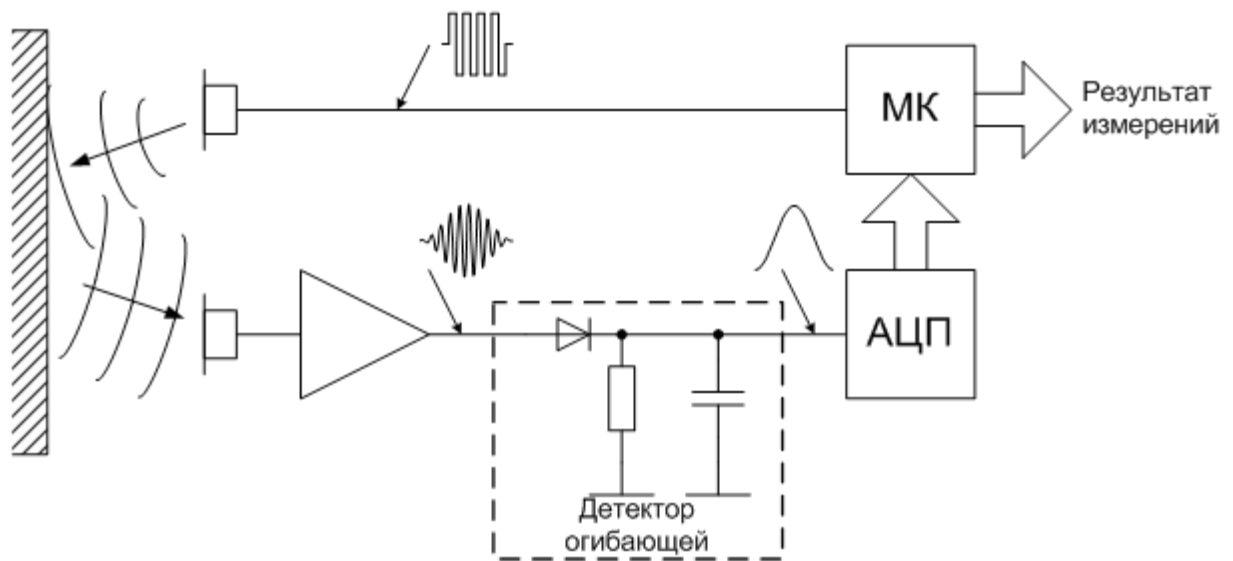 МК
Результат
измерений
АЦП
Детектор
огибающей